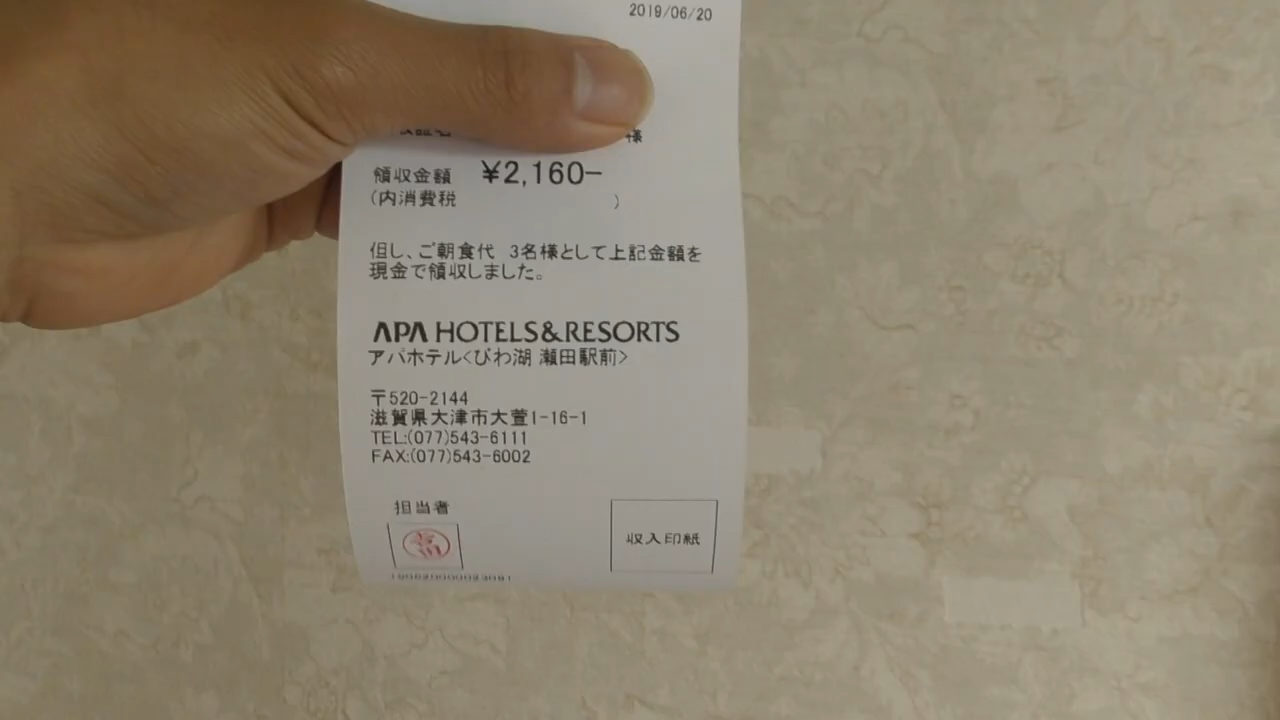 2019/06/20
様
領収金額 ¥2,160-
(内消費税 )
但し、ご朝食代 3名様として上記金額を
現金で領収しました。
APA HOTELS&RESORTS
アパホテル<びわ湖 瀬田駅前>
〒520-2144
滋賀県大津市大萱1-16-1
TEL:(077)543-6111
FAX:(077)543-6002
担当者
収入印紙